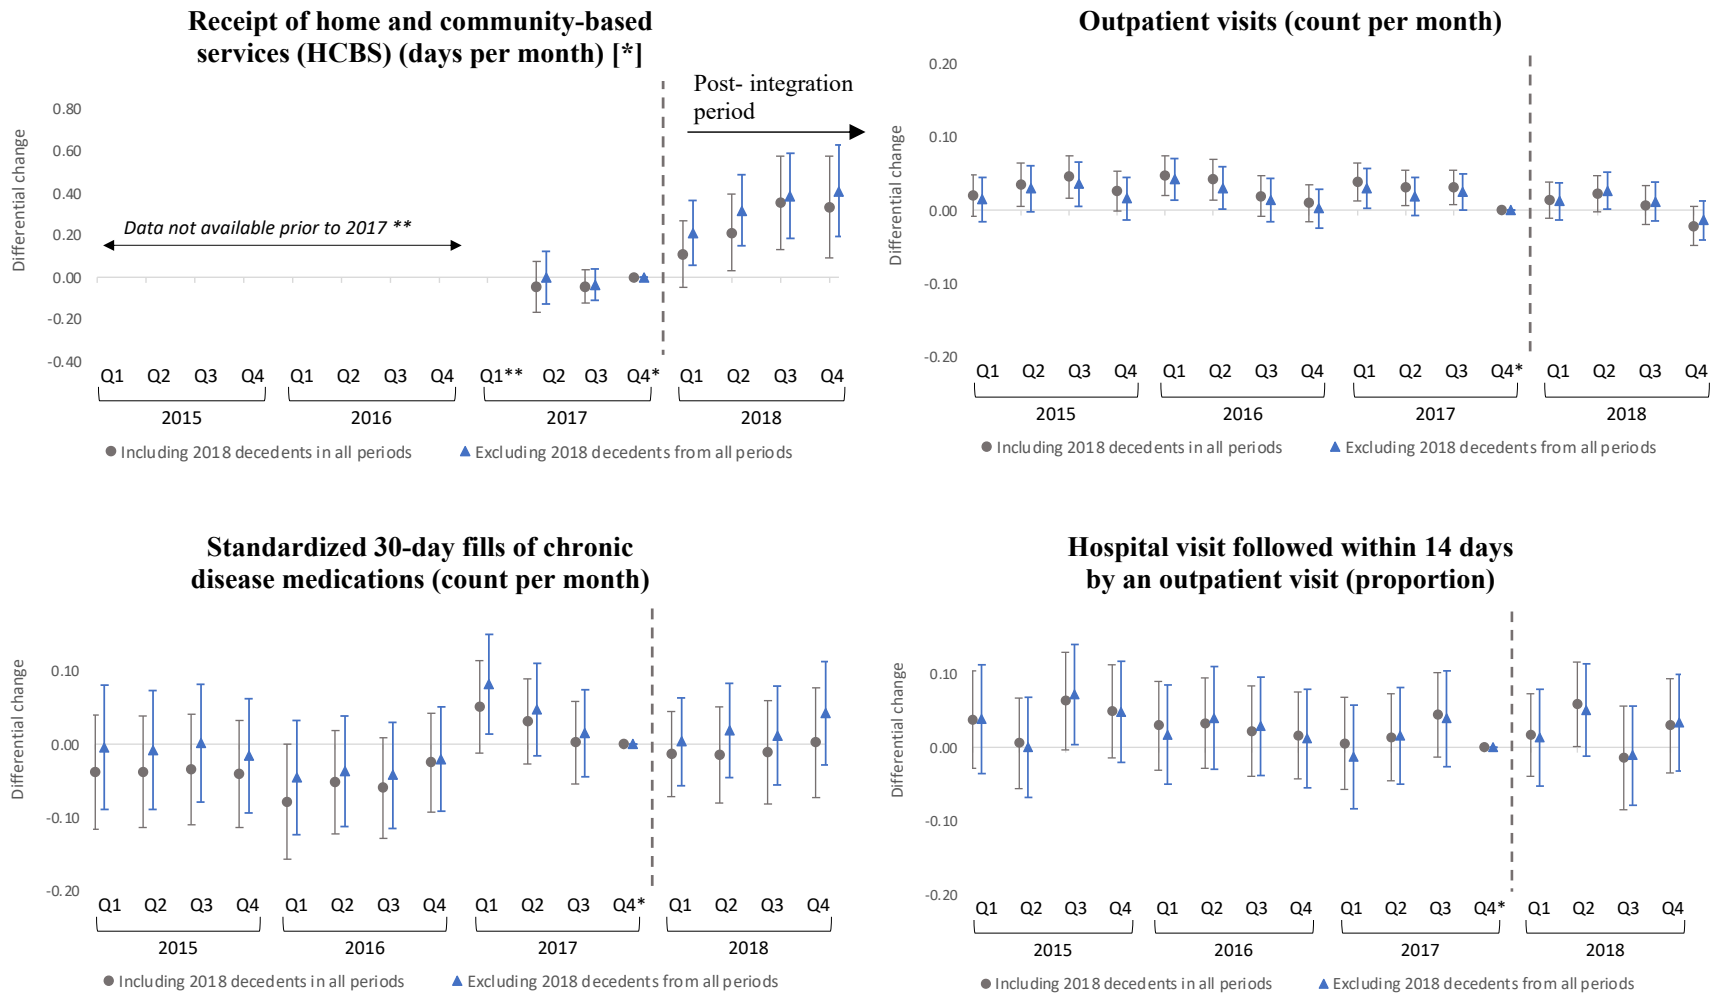 Receipt of home and community-based
services (HCBS) (days per month) [*]
Differential change
0.80
0.60
0.40
0.20
0.00
-0.20
-0.40
Data not available prior to 2017 **
Post- integration
period
Q1 Q2 Q3 Q4 Q1 Q2 Q3 Q4 Q1** Q2 Q3 Q4* Q1 Q2 Q3 Q4
2015 2016 2017 2018
Including 2018 decedents in all periods Excluding 2018 decedents from all periods
Outpatient visits (count per month)
Differential change
0.20
0.10
0.00
-0.10
-0.20
Q1 Q2 Q3 Q4 Q1 Q2 Q3 Q4 Q1 Q2 Q3 Q4* Q1 Q2 Q3 Q4
2015 2016 2017 2018
Including 2018 decedents in all periods Excluding 2018 decedents from all periods
Standardized 30-day fills of chronic
disease medications (count per month)
Differential change
0.10
0.00
-0.10
-0.20
Q1 Q2 Q3 Q4 Q1 Q2 Q3 Q4 Q1 Q2 Q3 Q4* Q1 Q2 Q3 Q4
2015 2016 2017 2018
Including 2018 decedents in all periods Excluding 2018 decedents from all periods
Hospital visit followed within 14 days
by an outpatient visit (proportion)
Differential change
0.10
0.00
-0.10
-0.20
Q1 Q2 Q3 Q4 Q1 Q2 Q3 Q4 Q1 Q2 Q3 Q4* Q1 Q2 Q3 Q4
2015 2016 2017 2018
Including 2018 decedents in all periods Excluding 2018 decedents from all periods